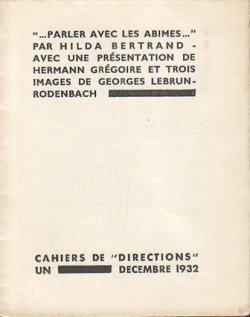 "...PARLER AVEC LES ABIMES..."
PAR HILDA BERTRAND -
AVEC UNE PRÉSENTATION DE
HERMANN GRÉGOIRE ET TROIS
IMAGES DE GEORGES LEBRUN-
RODENBACH
CAHIERS DE "DIRECTIONS"
UN DECEMBRE 1932